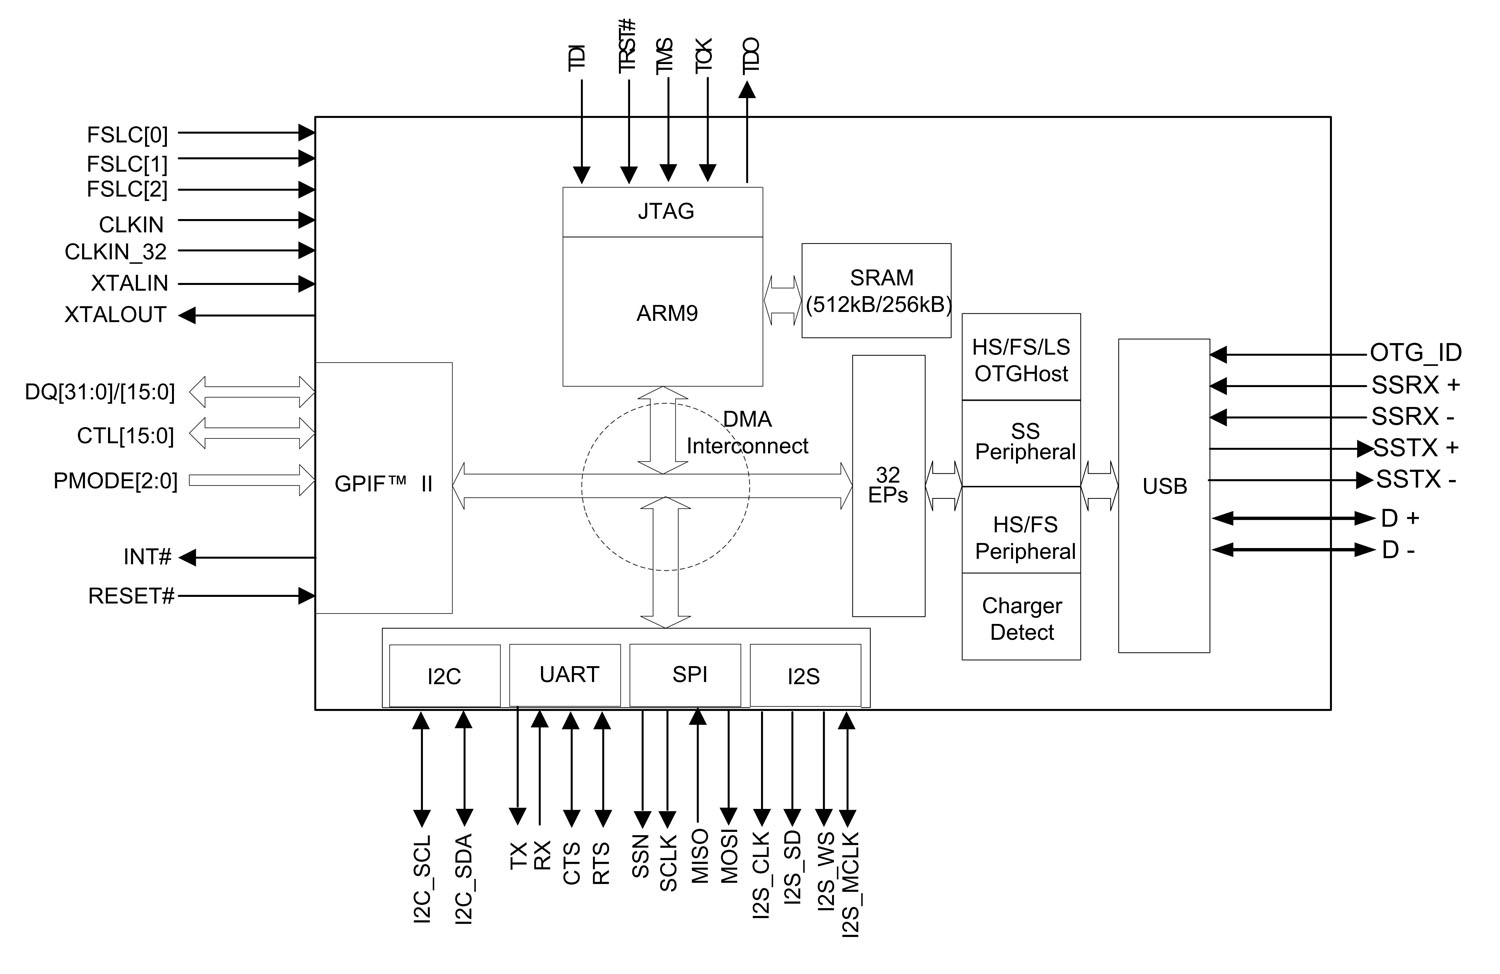 TDI
TRST#
TMS
TCK
TDO
FSLC[0]
FSLC[1]
FSLC[2]
CLKIN
CLKIN_32
XTALIN
XTALOUT
DQ[31:0]/[15:0]
CTL[15:0]
PMODE[2:0]
INT#
RESET#
JTAG
ARM9
SRAM
(512kB/256kB)
DMA
Interconnect
GPIF™ II
32
EPs
HS/FS/LS
OTGHost
SS
Peripheral
HS/FS
Peripheral
Charger
Detect
USB
OTG_ID
SSRX +
SSRX -
SSTX +
SSTX -
D +
D -
I2C
UART
SPI
I2S
I2C_SCL
I2C_SDA
TX
RX
CTS
RTS
SSN
SCLK
MISO
MOSI
I2S_CLK
I2S_SD
I2S_WS
I2S_MCLK